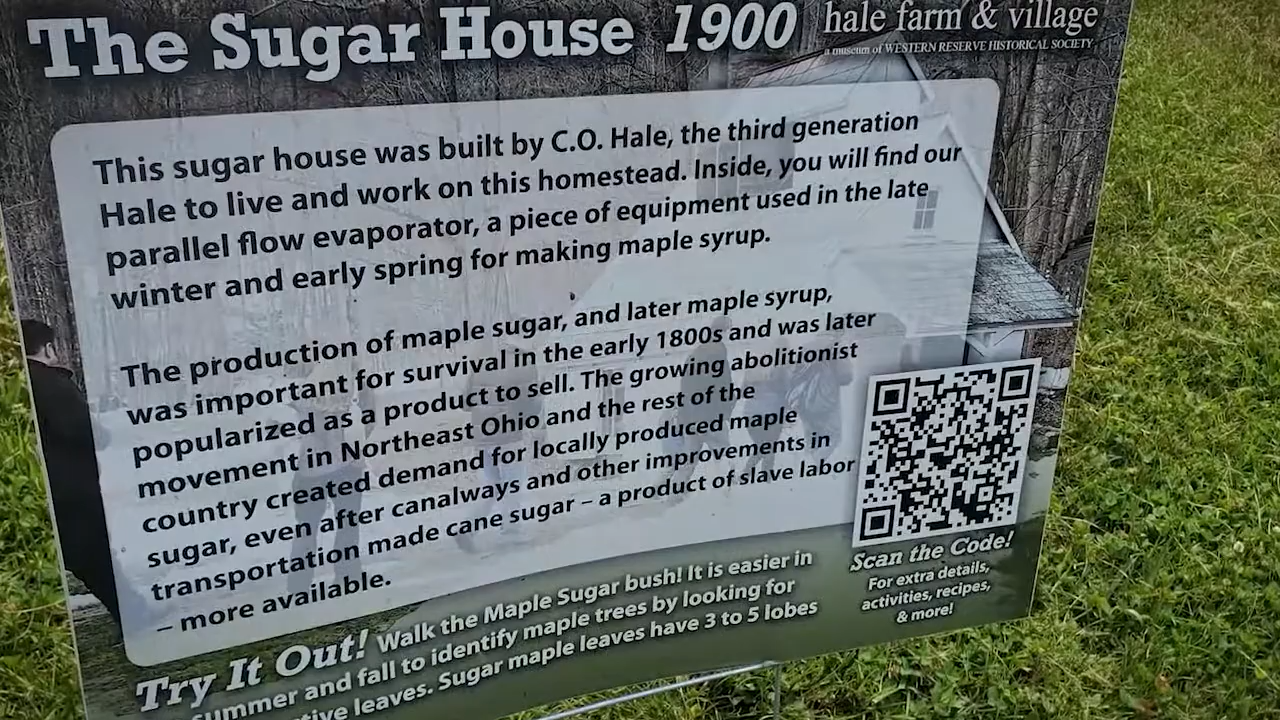 The Sugar House 1900
hale farm & village
a museum of WESTERN RESERVE HISTORICAL SOCIETY
This sugar house was built by C.O. Hale, the third generation
Hale to live and work on this homestead. Inside, you will find our
parallel flow evaporator, a piece of equipment used in the late
winter and early spring for making maple syrup.
The production of maple sugar, and later maple syrup,
was important for survival in the early 1800s and was later
popularized as a product to sell. The growing abolitionist
movement in Northeast Ohio and the rest of the
country created demand for locally produced maple
sugar, even after canalways and other improvements in
transportation made cane sugar – a product of slave labor
– more available.
Scan the Code!
For extra details,
activities, recipes,
& more!
Try It Out! Walk the Maple Sugar bush! It is easier in
summer and fall to identify maple trees by looking for
leaves. Sugar maple leaves have 3 to 5 lobes